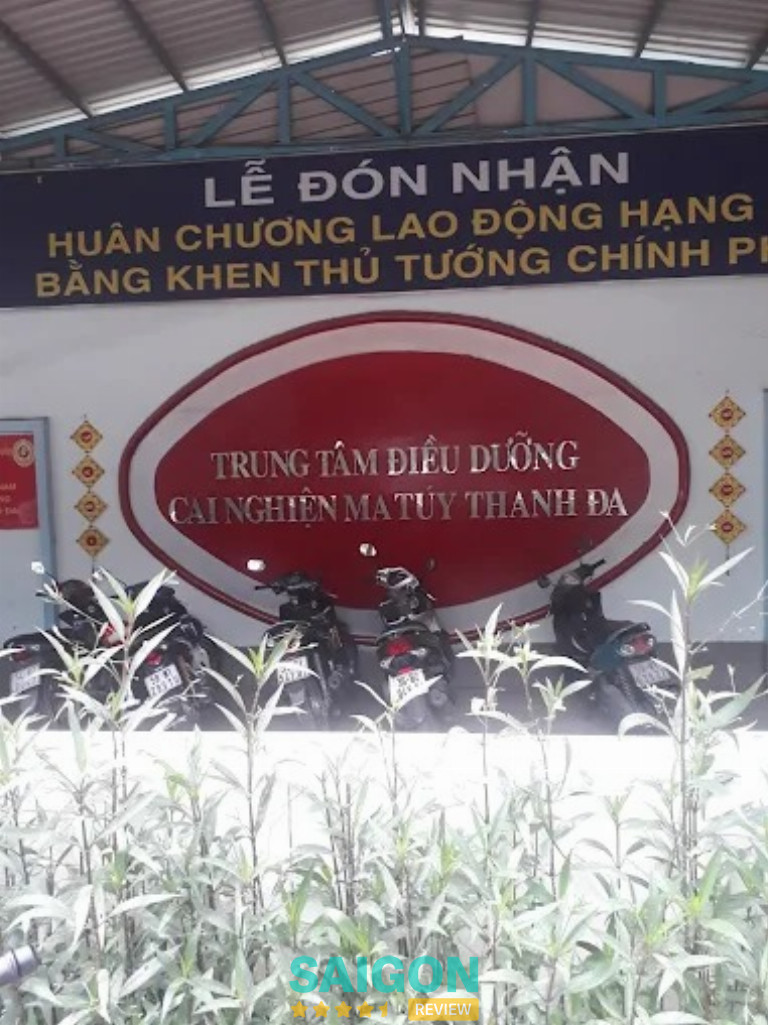 LỄ ĐÓN NHẬN
HUÂN CHƯƠNG LAO ĐỘNG HẠNG
BẰNG KHEN THỦ TƯỚNG CHÍNH PH
TRUNG TÂM ĐIỀU DƯỠNG
CAI NGHIỆN MA TÚY THANH ĐA
SAIGON
REVIEW